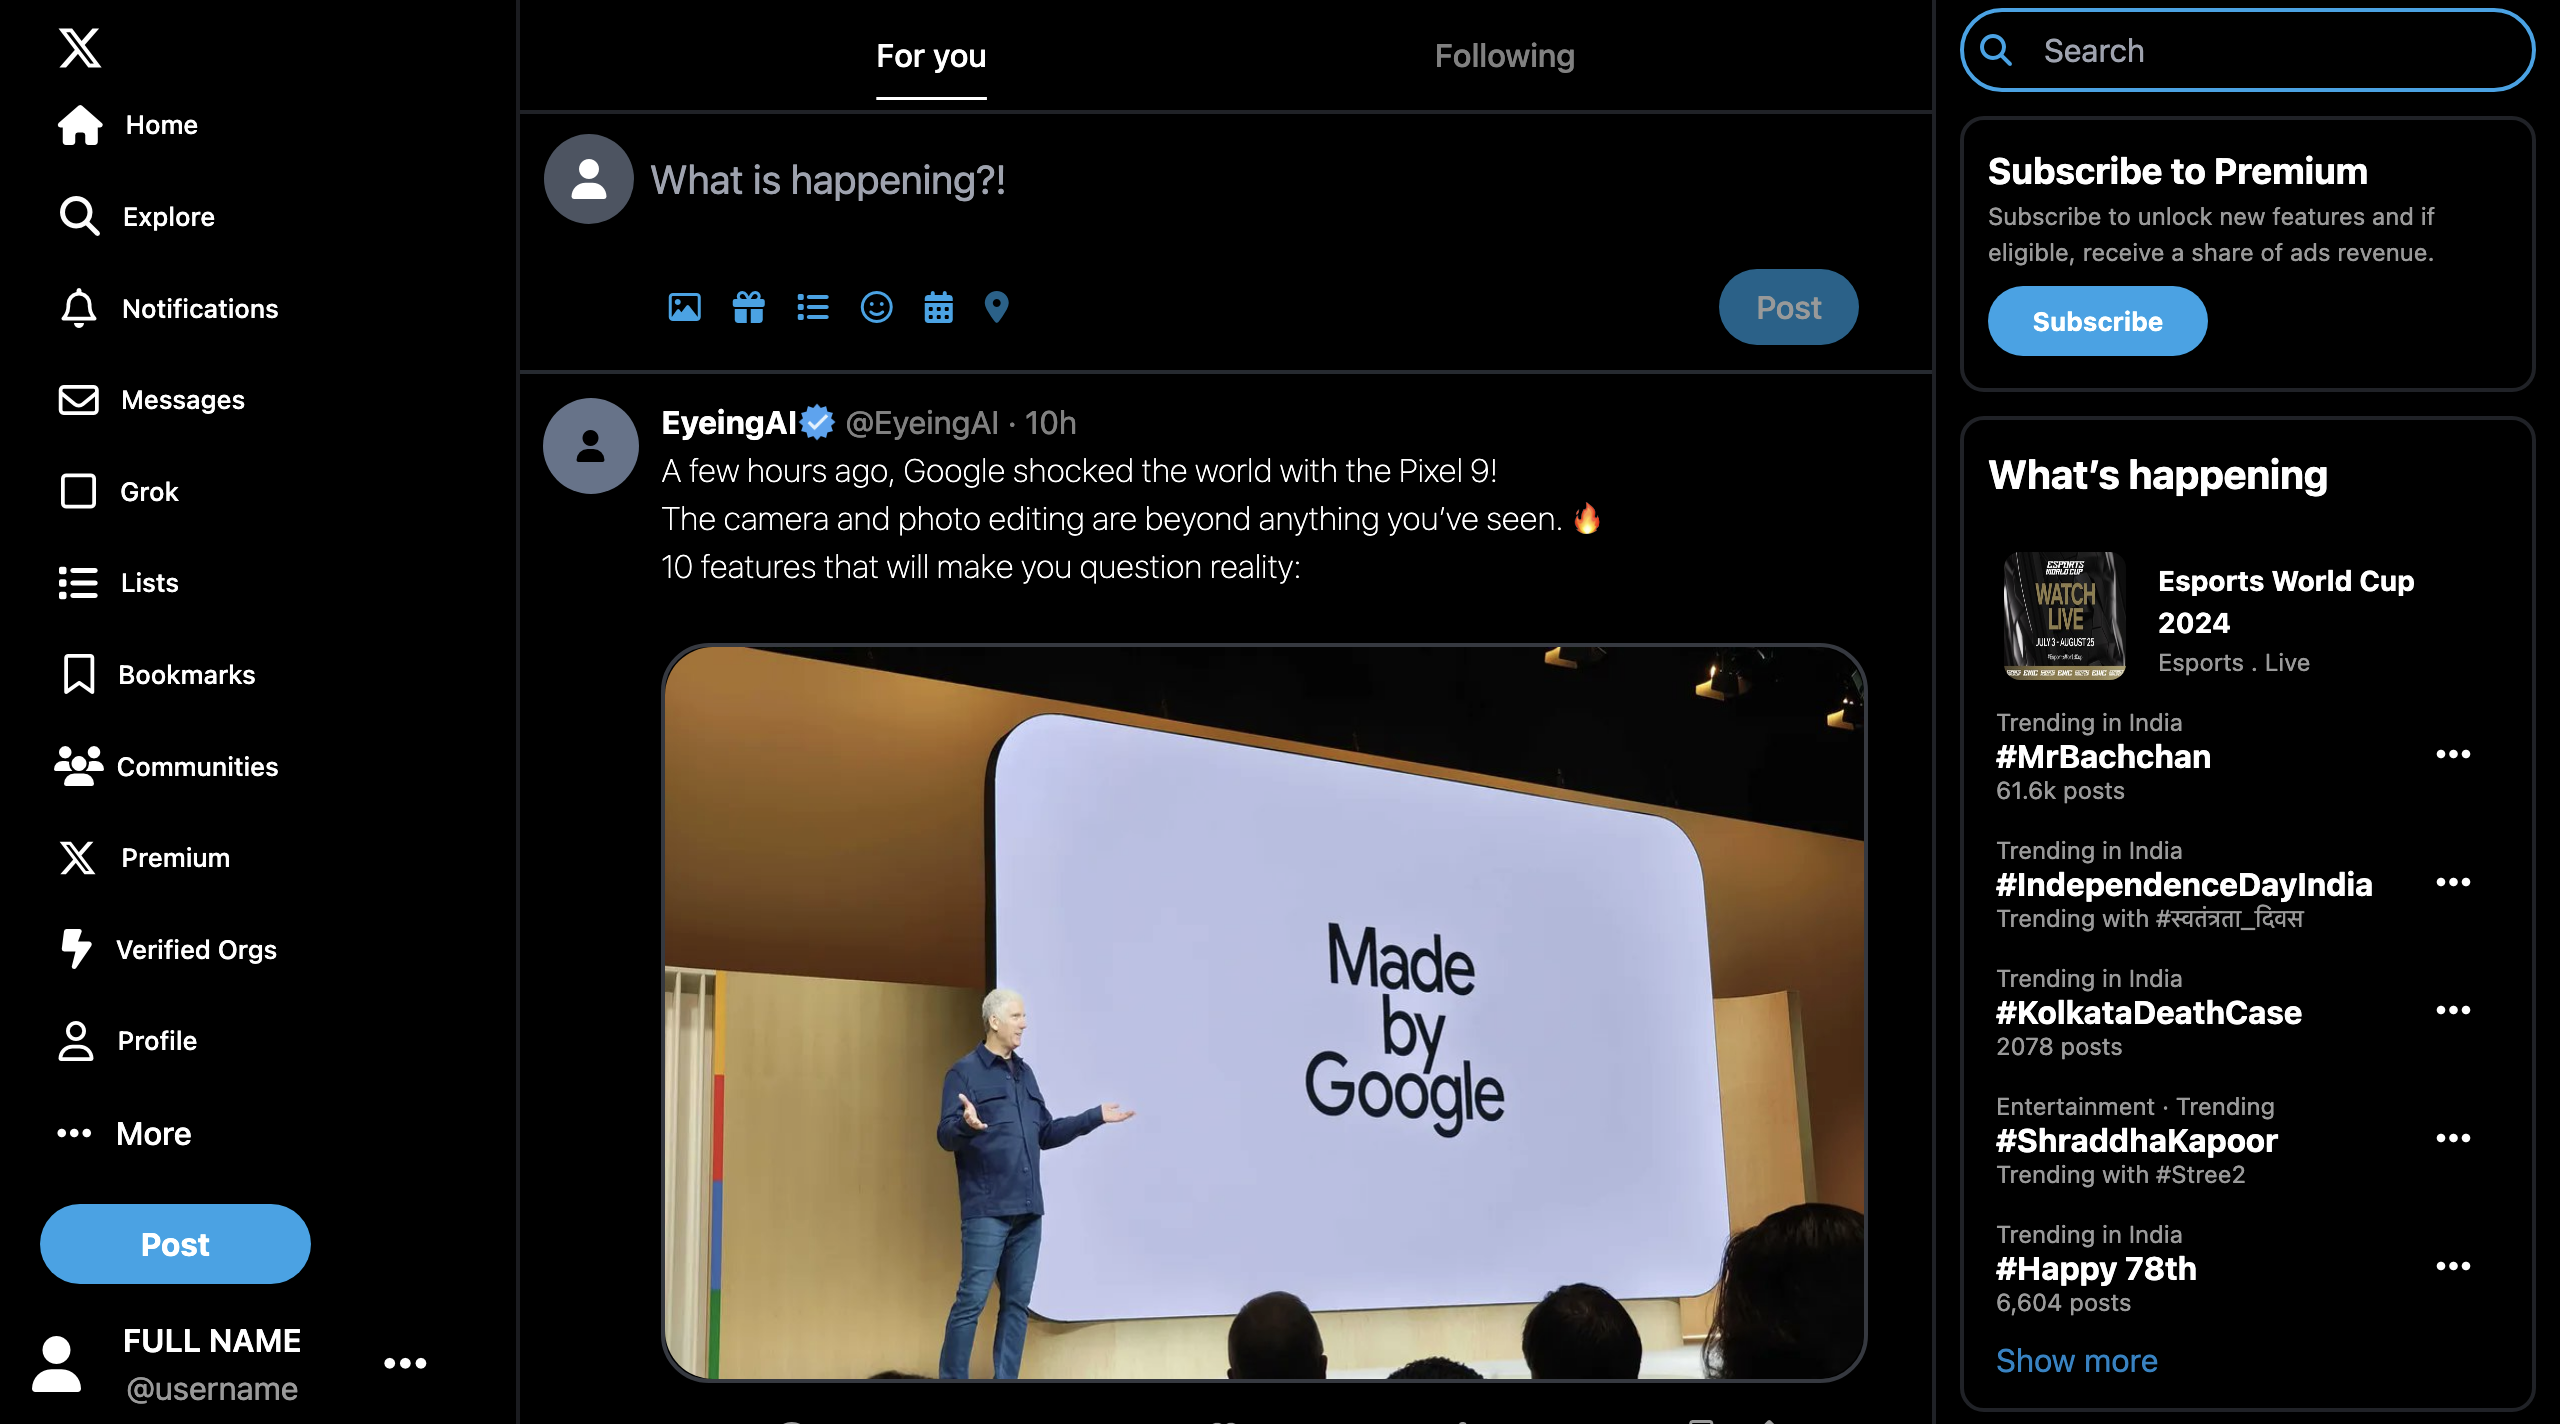 Home
Explore
Notifications
Messages
Grok
Lists
Bookmarks
Communities
Premium
Verified Orgs
Profile
More
Post
FULL NAME
@username
For you
Following
What is happening?!
Post
EyeingAI @EyeingAI · 10h
A few hours ago, Google shocked the world with the Pixel 9!
The camera and photo editing are beyond anything you’ve seen. 🔥
10 features that will make you question reality:
Made
by
Google
Search
Subscribe to Premium
Subscribe to unlock new features and if
eligible, receive a share of ads revenue.
Subscribe
What’s happening
ESPORTS
WORLD CUP
WATCH
LIVE
JULY 3 - AUGUST 25
Esports World Cup
2024
Esports . Live
Trending in India
#MrBachchan
61.6k posts
Trending in India
#IndependenceDayIndia
Trending with #स्वतंत्रता_दिवस
Trending in India
#KolkataDeathCase
2078 posts
Entertainment · Trending
#ShraddhaKapoor
Trending with #Stree2
Trending in India
#Happy 78th
6,604 posts
Show more